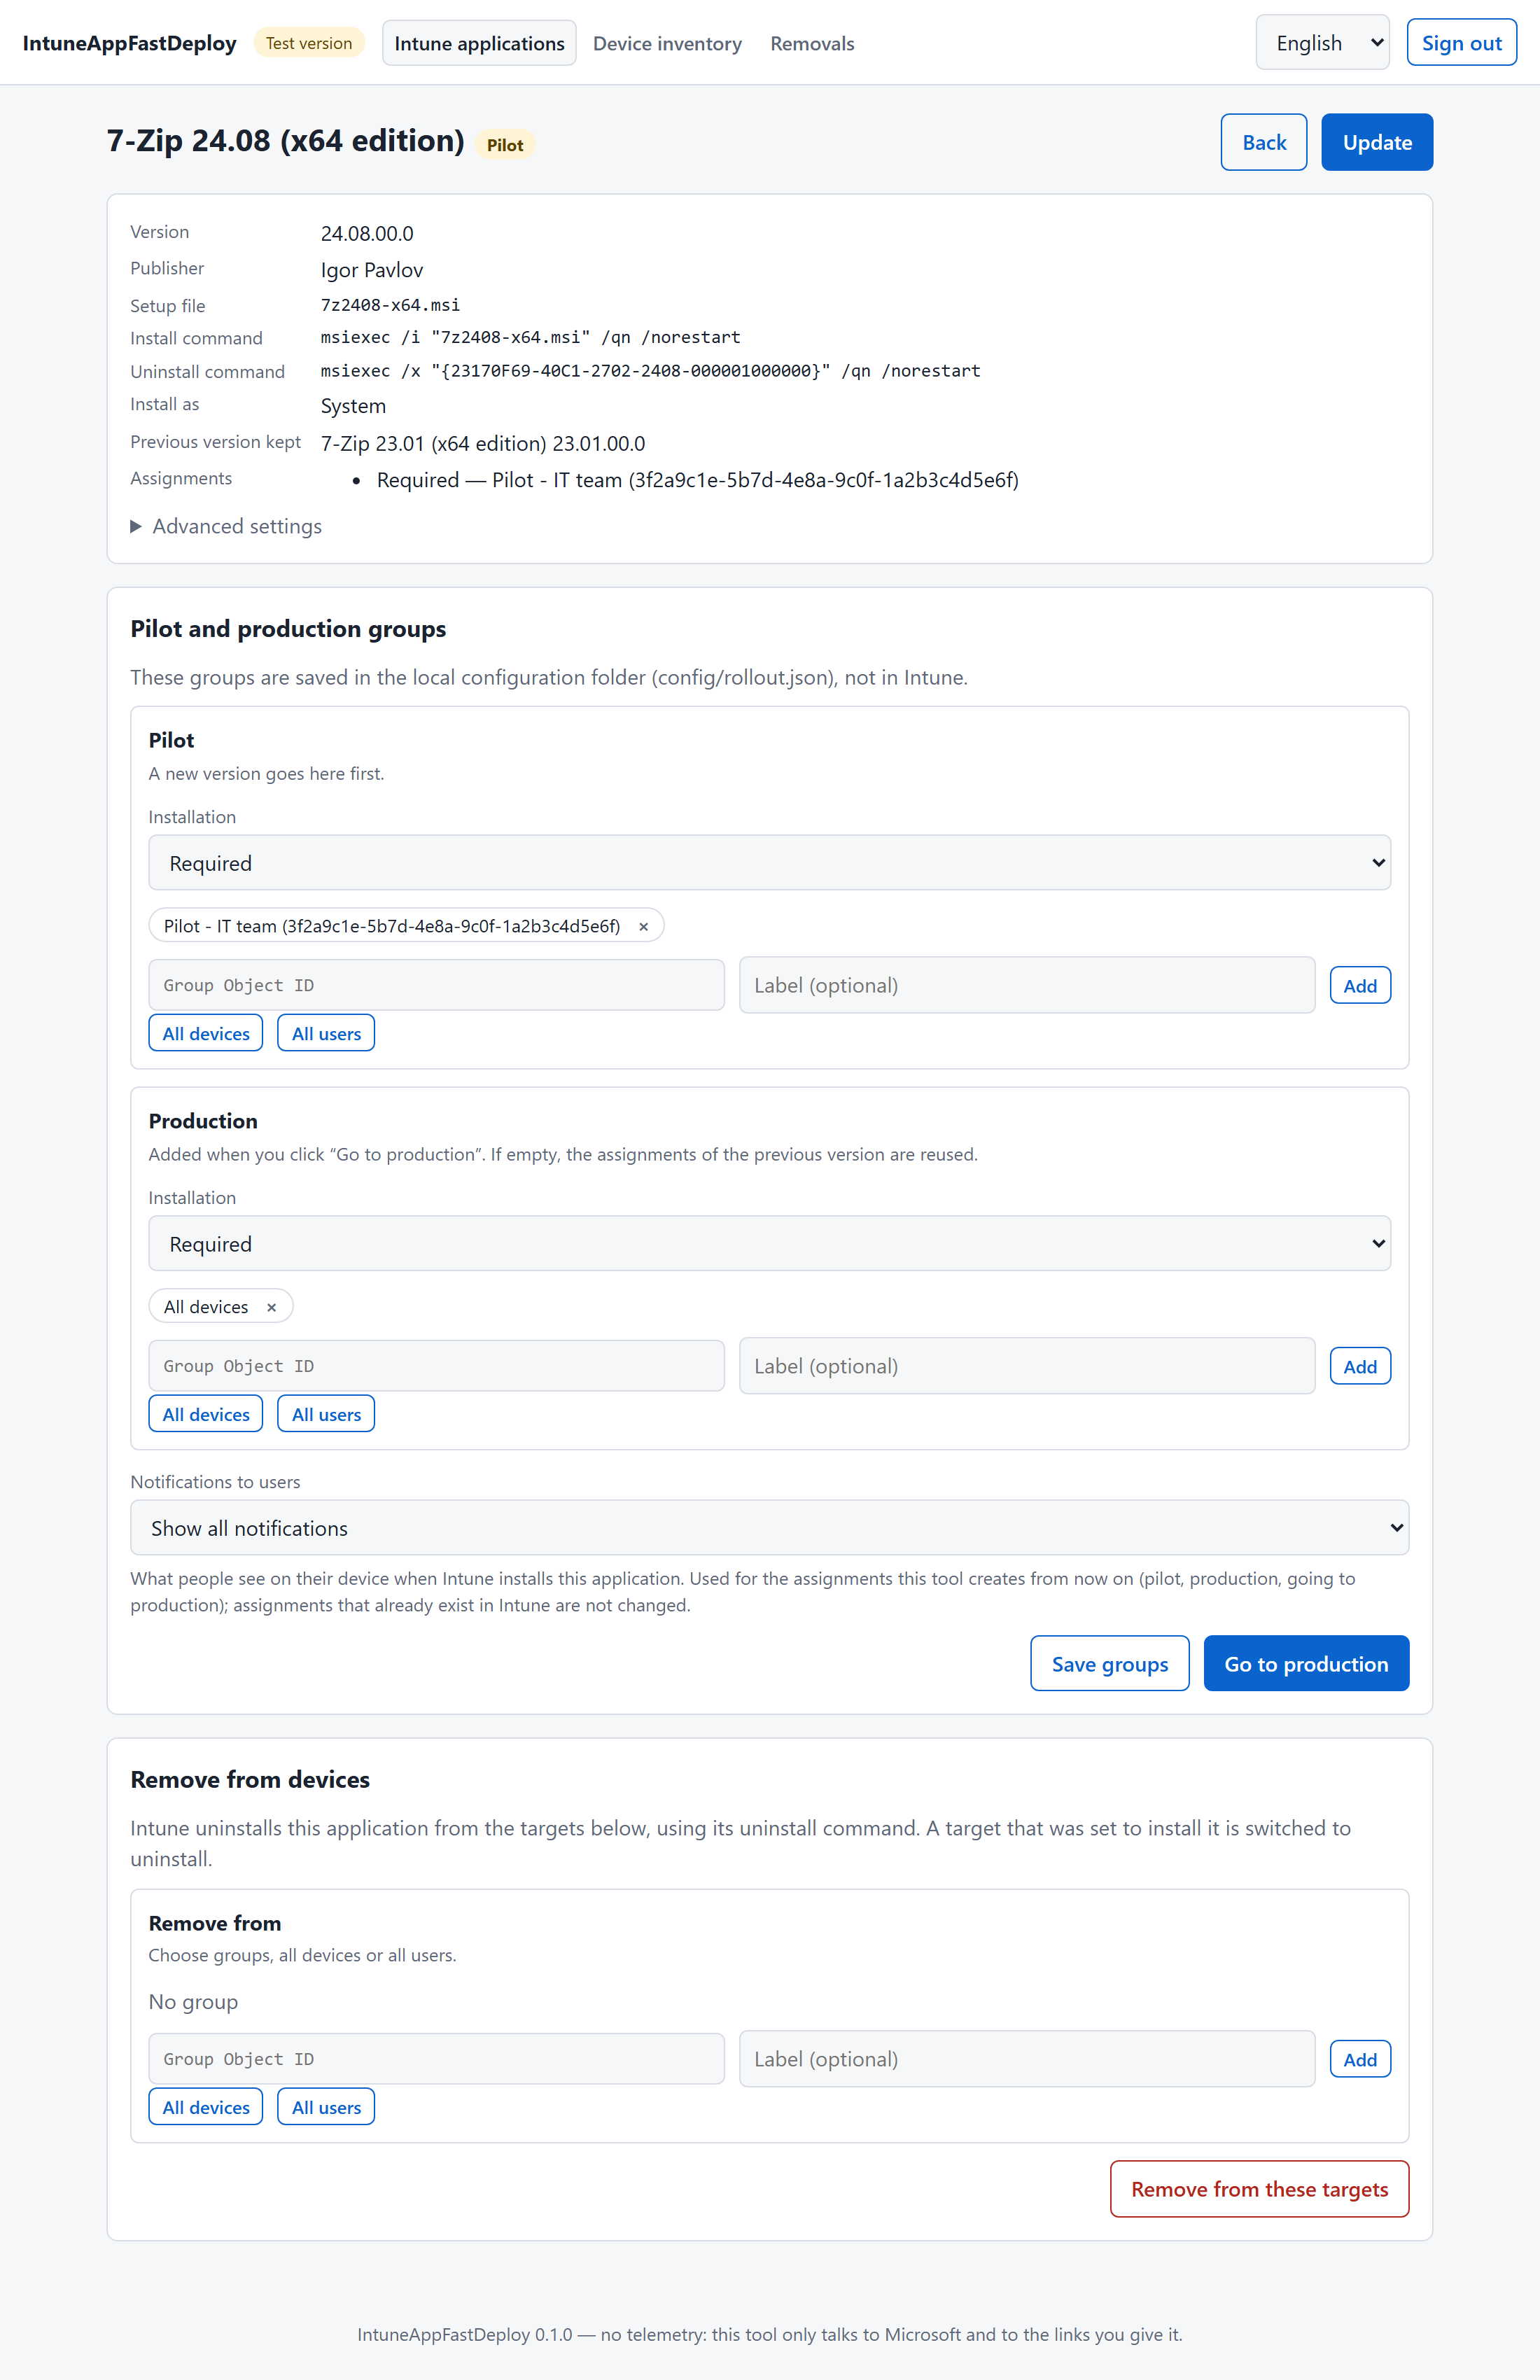 IntuneAppFastDeploy
Test version
Intune applications
Device inventory
Removals
English
Sign out
7-Zip 24.08 (x64 edition)
Pilot
Back
Update
Version
24.08.00.0
Publisher
Igor Pavlov
Setup file
7z2408-x64.msi
Install command
msiexec /i "7z2408-x64.msi" /qn /norestart
Uninstall command
msiexec /x "{23170F69-40C1-2702-2408-000001000000}" /qn /norestart
Install as
System
Previous version kept
7-Zip 23.01 (x64 edition) 23.01.00.0
Assignments
• Required — Pilot - IT team (3f2a9c1e-5b7d-4e8a-9c0f-1a2b3c4d5e6f)
▶ Advanced settings
Pilot and production groups
These groups are saved in the local configuration folder (config/rollout.json), not in Intune.
Pilot
A new version goes here first.
Installation
Required
Pilot - IT team (3f2a9c1e-5b7d-4e8a-9c0f-1a2b3c4d5e6f) ×
Group Object ID
Label (optional)
Add
All devices
All users
Production
Added when you click “Go to production”. If empty, the assignments of the previous version are reused.
Installation
Required
All devices ×
Group Object ID
Label (optional)
Add
All devices
All users
Notifications to users
Show all notifications
What people see on their device when Intune installs this application. Used for the assignments this tool creates from now on (pilot, production, going to
production); assignments that already exist in Intune are not changed.
Save groups
Go to production
Remove from devices
Intune uninstalls this application from the targets below, using its uninstall command. A target that was set to install it is switched to
uninstall.
Remove from
Choose groups, all devices or all users.
No group
Group Object ID
Label (optional)
Add
All devices
All users
Remove from these targets
IntuneAppFastDeploy 0.1.0 — no telemetry: this tool only talks to Microsoft and to the links you give it.